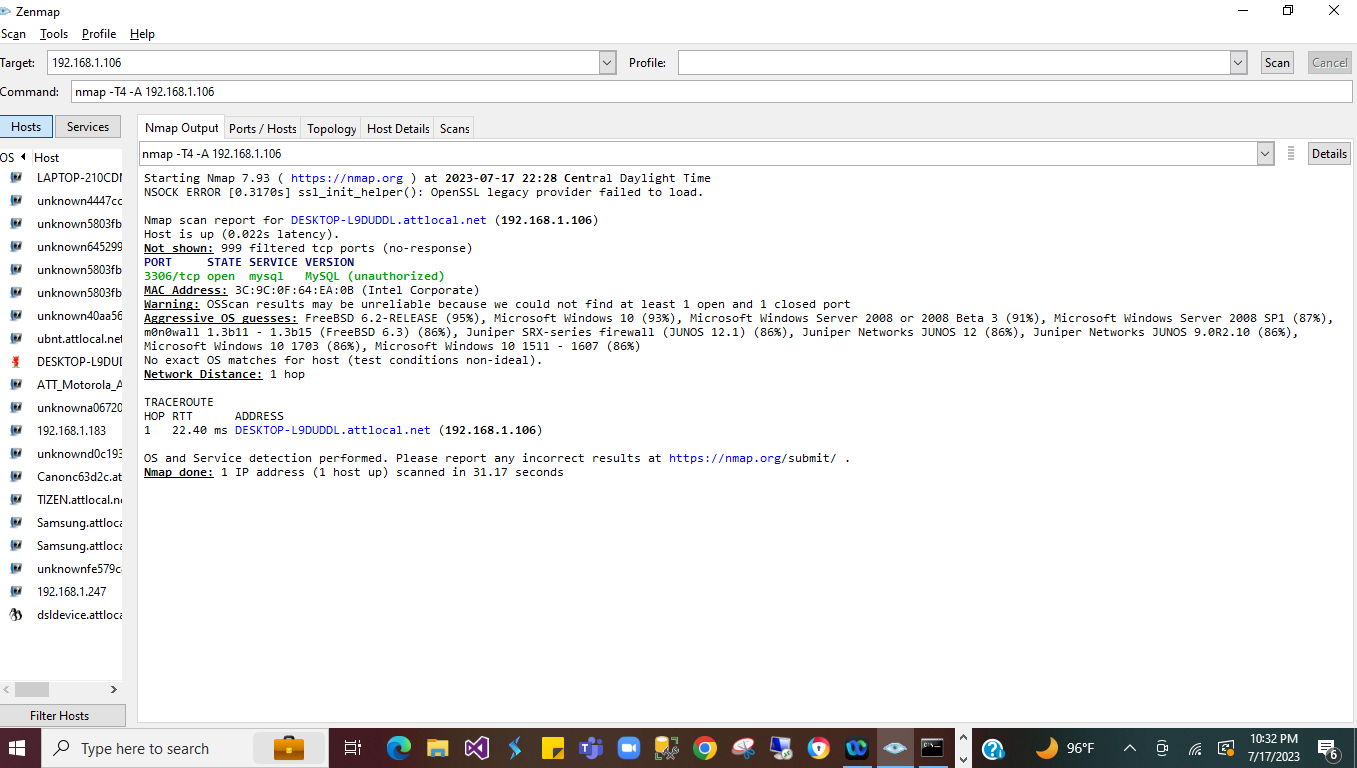 Zenmap
Scan Tools Profile Help
Target: 192.168.1.106 Profile: Scan Cancel
Command: nmap -T4 -A 192.168.1.106
Hosts Services
Nmap Output Ports / Hosts Topology Host Details Scans
OS Host
nmap -T4 -A 192.168.1.106 Details
LAPTOP-210CDN
unknown4447cc
unknown5803fb
unknown645299
unknown5803fb
unknown5803fb
unknown40aa56
ubnt.attlocal.net
DESKTOP-L9DUD
ATT_Motorola_A
unknowna06720
192.168.1.183
unknownd0c193
Canonc63d2c.at
TIZEN.attlocal.ne
Samsung.attloca
Samsung.attloca
unknownfe579c
192.168.1.247
dsldevice.attloca
Filter Hosts
Starting Nmap 7.93 ( https://nmap.org ) at 2023-07-17 22:28 Central Daylight Time
NSOCK ERROR [0.3170s] ssl_init_helper(): OpenSSL legacy provider failed to load.
Nmap scan report for DESKTOP-L9DUDDL.attlocal.net (192.168.1.106)
Host is up (0.022s latency).
Not shown: 999 filtered tcp ports (no-response)
PORT STATE SERVICE VERSION
3306/tcp open mysql MySQL (unauthorized)
MAC Address: 3C:9C:0F:64:EA:0B (Intel Corporate)
Warning: OSScan results may be unreliable because we could not find at least 1 open and 1 closed port
Aggressive OS guesses: FreeBSD 6.2-RELEASE (95%), Microsoft Windows 10 (93%), Microsoft Windows Server 2008 or 2008 Beta 3 (91%), Microsoft Windows Server 2008 SP1 (87%),
m0n0wall 1.3b11 - 1.3b15 (FreeBSD 6.3) (86%), Juniper SRX-series firewall (JUNOS 12.1) (86%), Juniper Networks JUNOS 12 (86%), Juniper Networks JUNOS 9.0R2.10 (86%),
Microsoft Windows 10 1703 (86%), Microsoft Windows 10 1511 - 1607 (86%)
No exact OS matches for host (test conditions non-ideal).
Network Distance: 1 hop
TRACEROUTE
HOP RTT ADDRESS
1 22.40 ms DESKTOP-L9DUDDL.attlocal.net (192.168.1.106)
OS and Service detection performed. Please report any incorrect results at https://nmap.org/submit/ .
Nmap done: 1 IP address (1 host up) scanned in 31.17 seconds
Type here to search
96°F
10:32 PM
7/17/2023
6